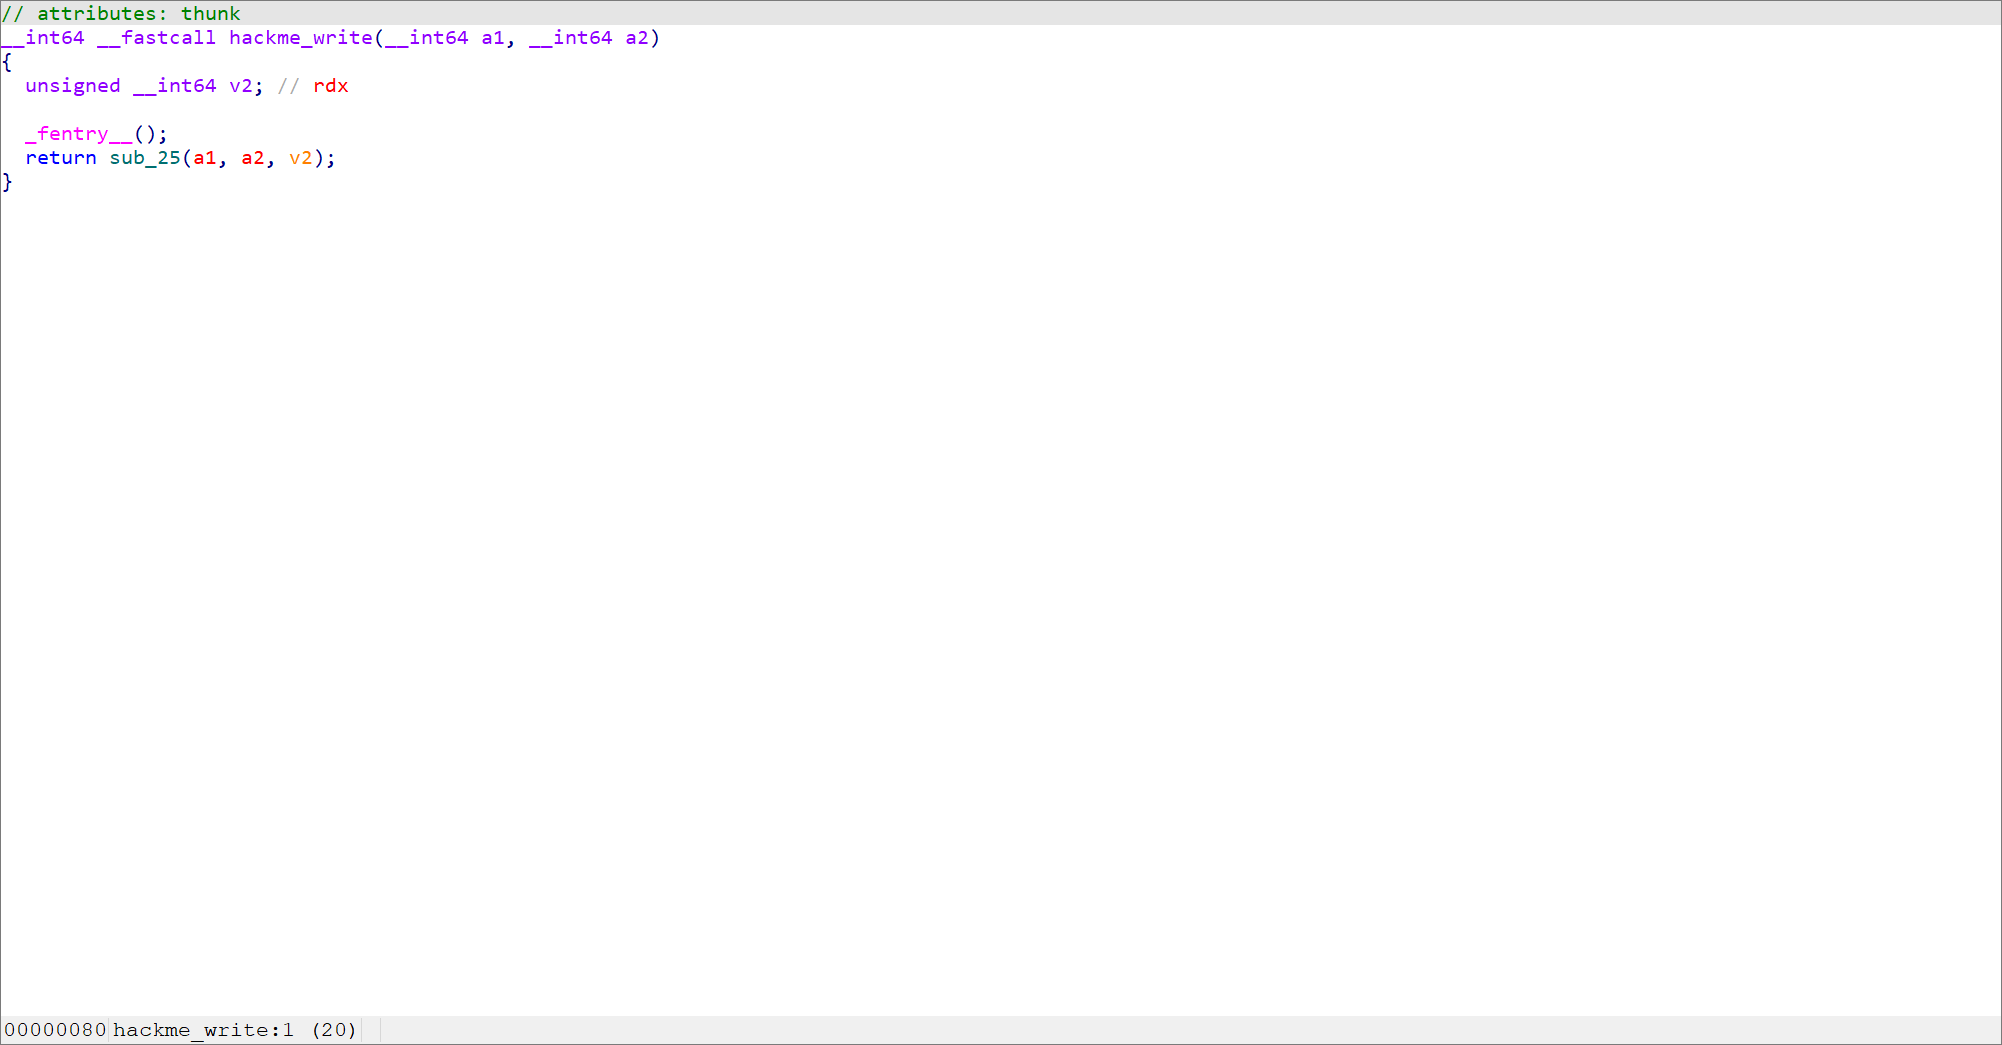 // attributes: thunk
__int64 __fastcall hackme_write(__int64 a1, __int64 a2)
{
  unsigned __int64 v2; // rdx

  _fentry__();
  return sub_25(a1, a2, v2);
}
00000080 hackme_write:1 (20)